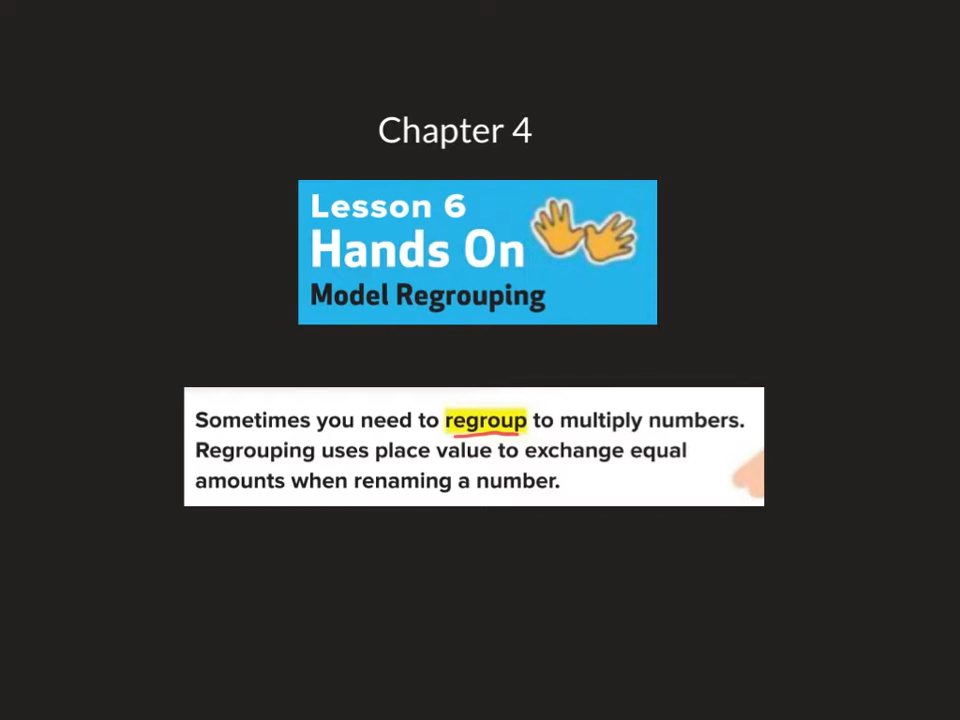 Chapter 4
Lesson 6
Hands On
Model Regrouping
Sometimes you need to regroup to multiply numbers.
Regrouping uses place value to exchange equal
amounts when renaming a number.